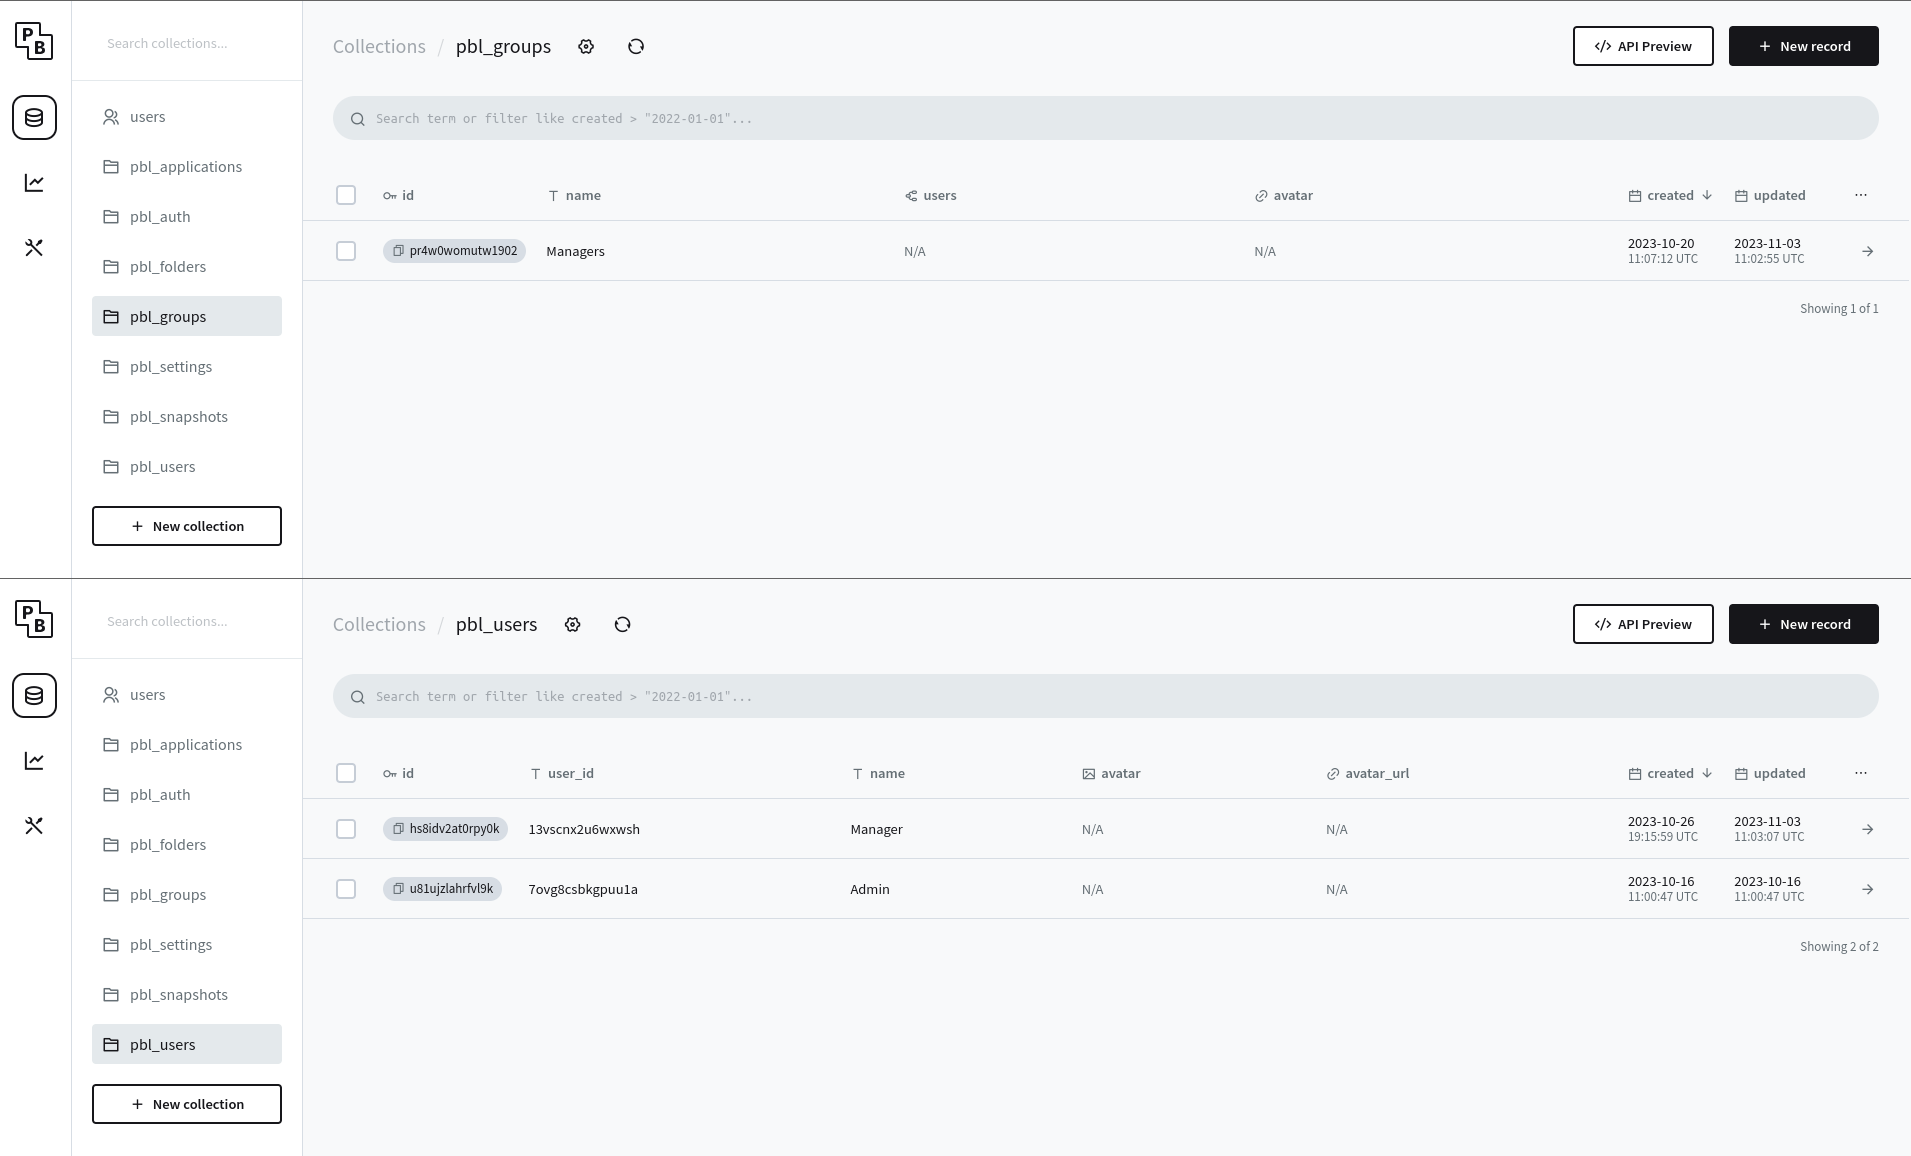 P
B
Search collections...
users
pbl_applications
pbl_auth
pbl_folders
pbl_groups
pbl_settings
pbl_snapshots
pbl_users
+ New collection
Collections / pbl_groups
</> API Preview
+ New record
Search term or filter like created > "2022-01-01"...
id name users avatar created ↓ updated ...
pr4w0womutw1902 Managers N/A N/A 2023-10-20 2023-11-03
11:07:12 UTC 11:02:55 UTC
Showing 1 of 1
P
B
Search collections...
users
pbl_applications
pbl_auth
pbl_folders
pbl_groups
pbl_settings
pbl_snapshots
pbl_users
+ New collection
Collections / pbl_users
</> API Preview
+ New record
Search term or filter like created > "2022-01-01"...
id user_id name avatar avatar_url created ↓ updated ...
hs8idv2at0rpy0k 13vscnx2u6wxwsh Manager N/A N/A 2023-10-26 2023-11-03
19:15:59 UTC 11:03:07 UTC
u81ujzlahrfvl9k 7ovg8csbkgpuu1a Admin N/A N/A 2023-10-16 2023-10-16
11:00:47 UTC 11:00:47 UTC
Showing 2 of 2